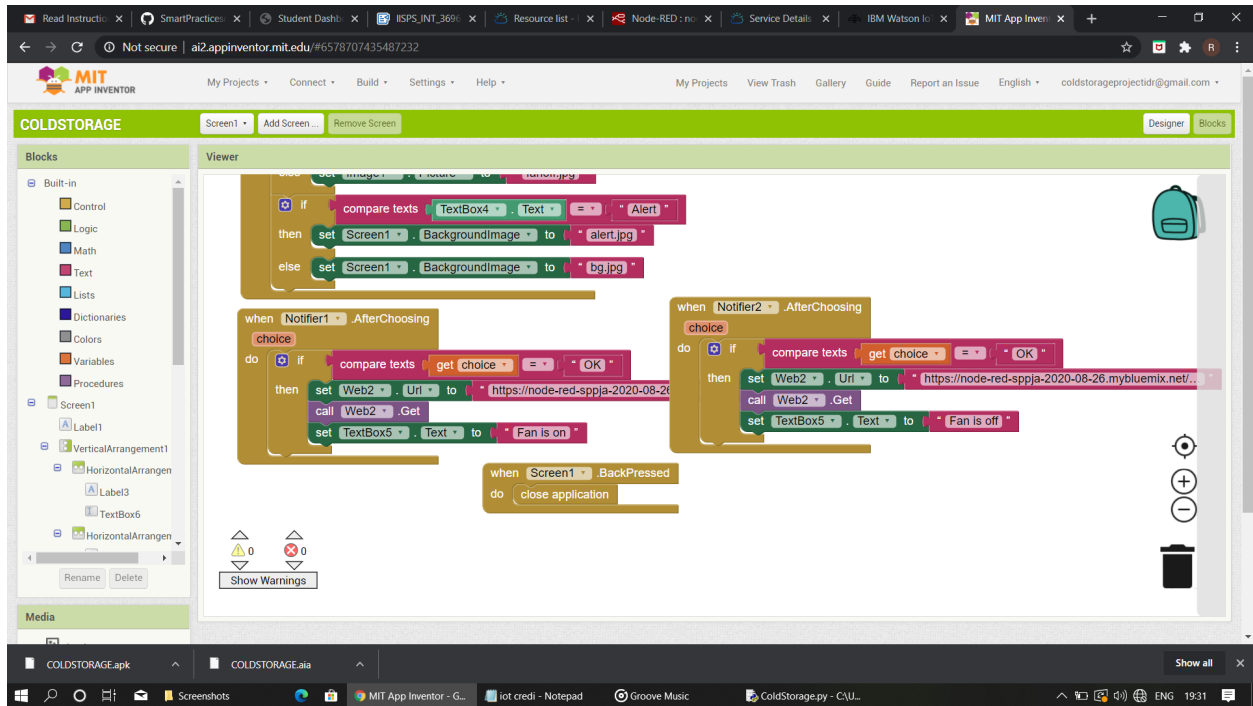 Read Instructio
SmartPractices
Student Dashb
IISPS_INT_3696
Resource list -
Node-RED : no
Service Details
IBM Watson Io
MIT App Inven
Not secure | ai2.appinventor.mit.edu/#6578707435487232
R
MIT
APP INVENTOR
My Projects
Connect
Build
Settings
Help
My Projects
View Trash
Gallery
Guide
Report an Issue
English
coldstorageprojectidr@gmail.com
COLDSTORAGE
Screen1
Add Screen ...
Remove Screen
Designer
Blocks
Blocks
Viewer
Built-in
Control
Logic
Math
Text
Lists
Dictionaries
Colors
Variables
Procedures
Screen1
Label1
VerticalArrangement1
HorizontalArrangen
Label3
TextBox6
HorizontalArrangen
Rename
Delete
Media
else set Image1 . Picture to " fanoff.jpg "
if compare texts TextBox4 . Text = " Alert "
then set Screen1 . BackgroundImage to " alert.jpg "
else set Screen1 . BackgroundImage to " bg.jpg "
when Notifier1 .AfterChoosing
choice
do if compare texts get choice = " OK "
then set Web2 . Url to " https://node-red-sppja-2020-08-26
call Web2 .Get
set TextBox5 . Text to " Fan is on "
when Notifier2 .AfterChoosing
choice
do if compare texts get choice = " OK "
then set Web2 . Url to " https://node-red-sppja-2020-08-26.mybluemix.net/... "
call Web2 .Get
set TextBox5 . Text to " Fan is off "
when Screen1 .BackPressed
do close application
0
0
Show Warnings
COLDSTORAGE.apk
COLDSTORAGE.aia
Show all
Screenshots
MIT App Inventor - G...
iot credi - Notepad
Groove Music
ColdStorage.py - C:\U...
ENG
19:31